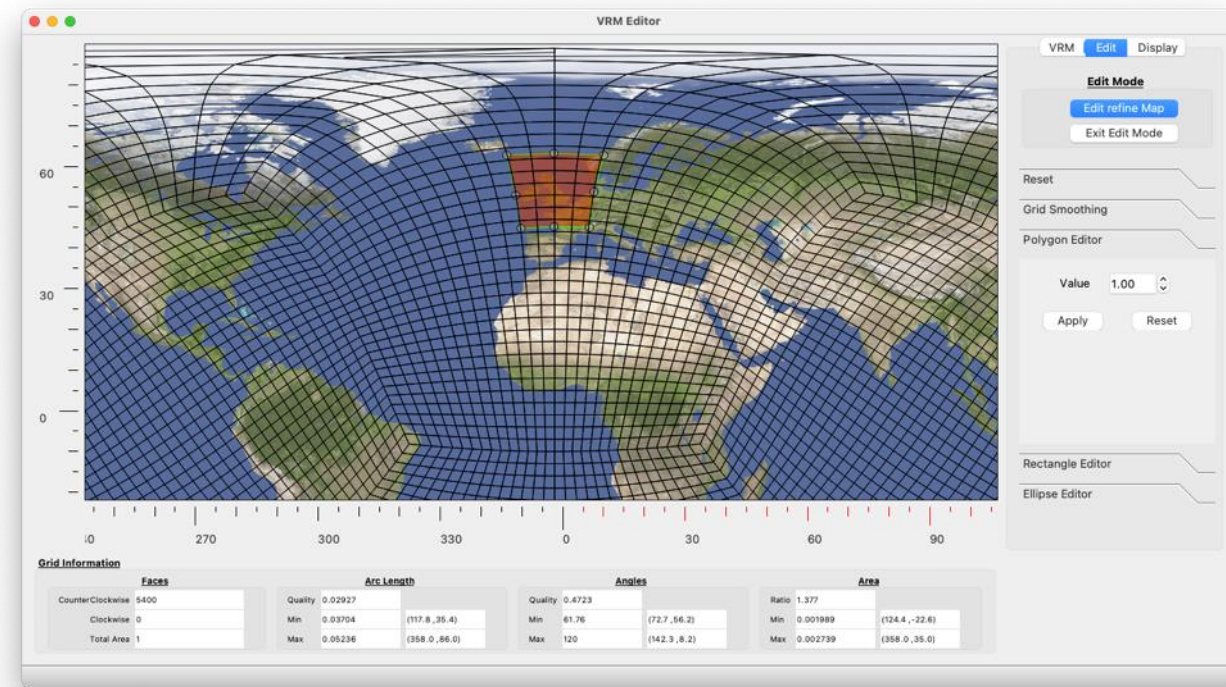 VRM Editor
VRM Edit Display
Edit Mode
Edit refine Map
Exit Edit Mode
Reset
Grid Smoothing
Polygon Editor
Value 1.00
Apply Reset
Rectangle Editor
Ellipse Editor
60
30
0
270 300 330 0 30 60 90
Grid Information
Faces Arc Length Angles Area
CounterClockwise 5400 Quality 0.02927 Quality 0.4723 Ratio 1.377
Clockwise 0 Min 0.03704 (117.8 ,35.4) Min 61.76 (72.7 ,56.2) Min 0.001989 (124.4 ,-22.6)
Total Area 1 Max 0.05236 (358.0 ,86.0) Max 120 (142.3 ,8.2) Max 0.002739 (358.0 ,35.0)